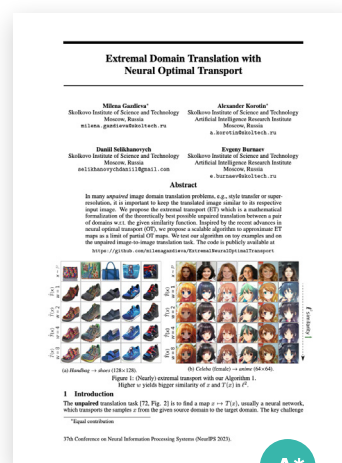 Extremal Domain Translation with
Neural Optimal Transport
Milena Gazdieva*
Skolkovo Institute of Science and Technology
Moscow, Russia
milena.gazdieva@skoltech.ru
Alexander Korotin*
Skolkovo Institute of Science and Technology
Artificial Intelligence Research Institute
Moscow, Russia
a.korotin@skoltech.ru
Daniil Selikhanovych
Skolkovo Institute of Science and Technology
Moscow, Russia
selikhanovychdaniil@gmail.com
Evgeny Burnaev
Skolkovo Institute of Science and Technology
Artificial Intelligence Research Institute
Moscow, Russia
e.burnaev@skoltech.ru
Abstract
In many unpaired image domain translation problems, e.g., style transfer or super-
resolution, it is important to keep the translated image similar to its respective
input image. We propose the extremal transport (ET) which is a mathematical
formalization of the theoretically best possible unpaired translation between a pair
of domains w.r.t. the given similarity function. Inspired by the recent advances in
neural optimal transport (OT), we propose a scalable algorithm to approximate ET
maps as a limit of partial OT maps. We test our algorithm on toy examples and on
the unpaired image-to-image translation task. The code is publicly available at
https://github.com/milenagazdieva/ExtremalNeuralOptimalTransport
(a) Handbag → shoes (128×128).
(b) Celeba (female) → anime (64×64).
Figure 1: (Nearly) extremal transport with our Algorithm 1.
Higher w yields bigger similarity of x and T(x) in ℓ².
1 Introduction
The unpaired translation task [72, Fig. 2] is to find a map x ↦ T(x), usually a neural network,
which transports the samples x from the given source domain to the target domain. The key challenge
*Equal contribution
37th Conference on Neural Information Processing Systems (NeurIPS 2023).
A*